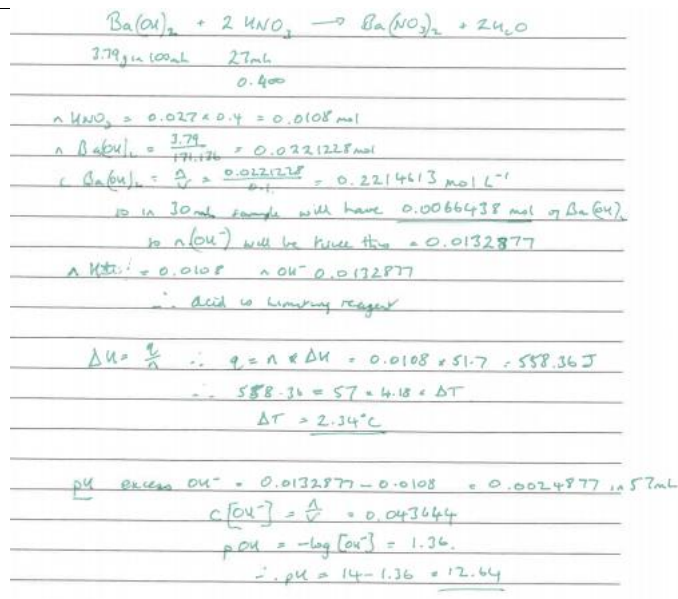 Ba(OH)₂ + 2 HNO₃ → Ba(NO₃)₂ + 2H₂O
3.79g in 100mL 27mL
0.400
n HNO₃ = 0.027 × 0.4 = 0.0108 mol
n Ba(OH)₂ = 3.79/171.136 = 0.0221228 mol
c Ba(OH)₂ = n/V = 0.0221228/0.1 = 0.2214613 mol L⁻¹
so in 30 mL sample will have 0.0066438 mol of Ba(OH)₂
so n(OH⁻) will be twice this = 0.0132877
n = 0.0108 n OH⁻ 0.0132877
∴ acid is limiting reagent
ΔH = q/n ∴ q = n × ΔH = 0.0108 × 51.7 = 558.36 J
∴ 558.36 = 57 × 4.18 × ΔT
ΔT = 2.34°C
pH excess OH⁻ = 0.0132877 - 0.0108 = 0.0024877 in 57mL
c[OH⁻] = n/V = 0.043644
pOH = -log [OH⁻] = 1.36.
∴ pH = 14 - 1.36 = 12.64